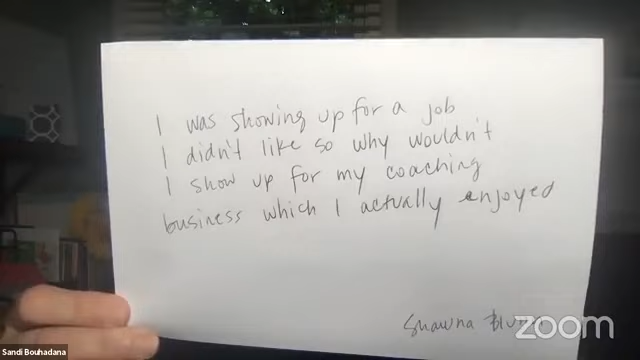 I was showing up for a job
I didn't like so why wouldn't
I show up for my coaching
business which I actually enjoyed
Shawna
zoom
Sandi Bouhadana